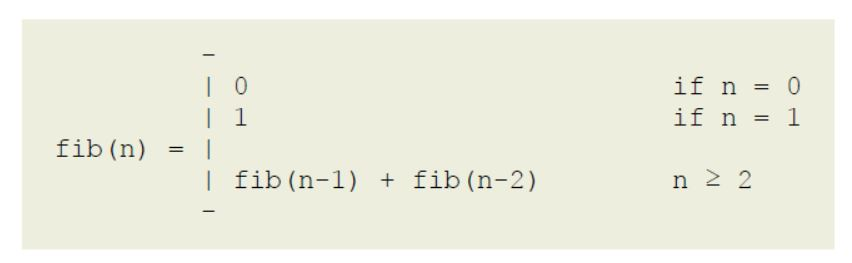 -
| 0 if n = 0
| 1 if n = 1
fib(n) = |
| fib(n-1) + fib(n-2) n ≥ 2
-